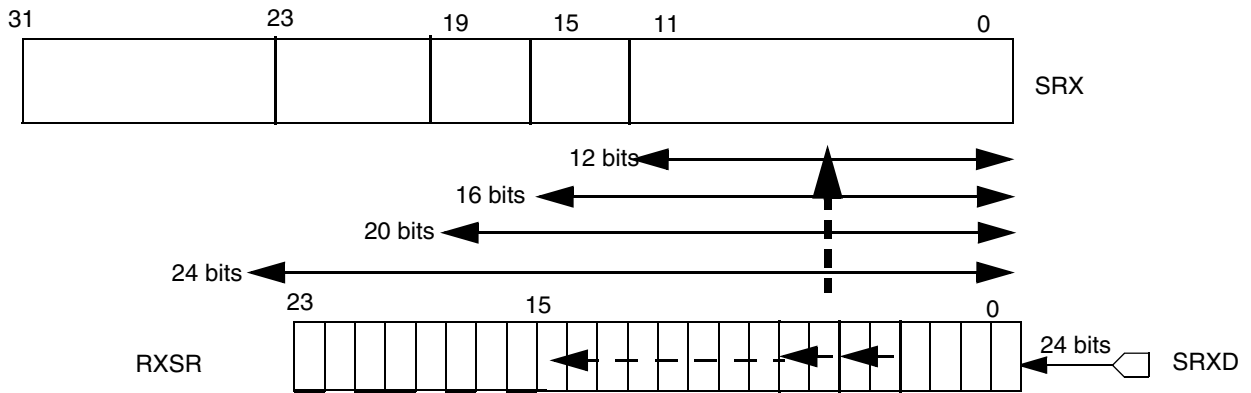 31 23 19 15 11 0
SRX
12 bits
16 bits
20 bits
24 bits
23 15 0
RXSR 24 bits SRXD